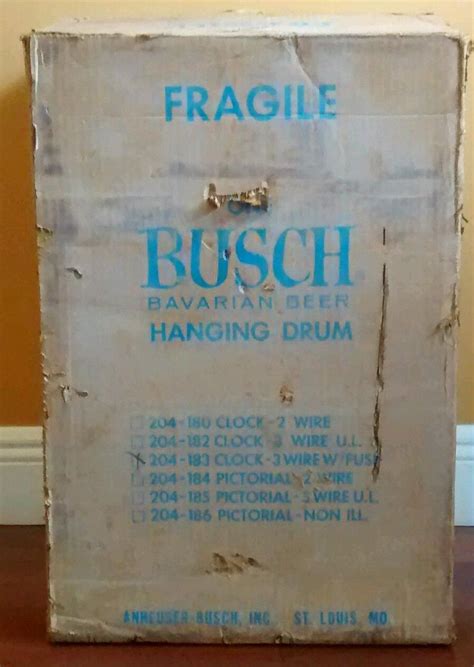 FRAGILE
BUSCH®
BAVARIAN BEER
HANGING DRUM
204-180 CLOCK-2 WIRE
204-182 CLOCK-3 WIRE U.L.
204-183 CLOCK-3 WIRE W/FUSE
204-184 PICTORIAL-2 WIRE
204-185 PICTORIAL-3 WIRE U.L.
204-186 PICTORIAL-NON ILL.
ANHEUSER BUSCH, INC. ST. LOUIS, MO.